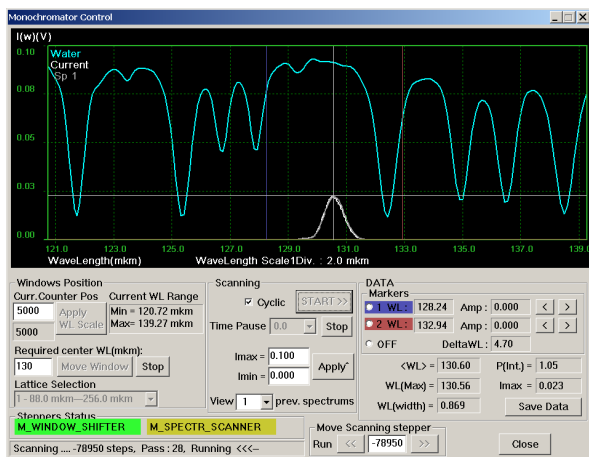 Monochromator Control
I(w)(V)
0.10
Water
Current
Sp 1
0.08
0.05
0.03
0.00
121.0 123.0 125.0 127.0 129.0 131.0 133.0 135.0 137.0 139.0
WaveLength(mkm) WaveLength Scale1Div. : 2.0 mkm
Windows Position
Curr.Counter Pos Current WL Range
5000 Apply WL Scale Min = 120.72 mkm
5000 Max= 139.27 mkm
Required center WL(mkm):
130 Move Window Stop
Lattice Selection
1 - 88.0 mkm---256.0 mkm
Scanning
Cyclic START >>
Time Pause 0.0 Stop
Imax = 0.100
Imin = 0.000
Apply^
View 1 prev. spectrums
DATA
Markers
1 WL: 128.24 Amp: 0.000 < >
2 WL: 132.94 Amp: 0.000 < >
OFF DeltaWL: 4.70
<WL> = 130.60 P(Int.) = 1.05
WL(Max) = 130.56 Imax = 0.023
WL(width) = 0.869 Save Data
Steppers Status
M_WINDOW_SHIFTER M_SPECTR_SCANNER
Scanning .... -78950 steps, Pass: 28, Running <<<--
Move Scanning stepper
Run << -78950 >>
Close